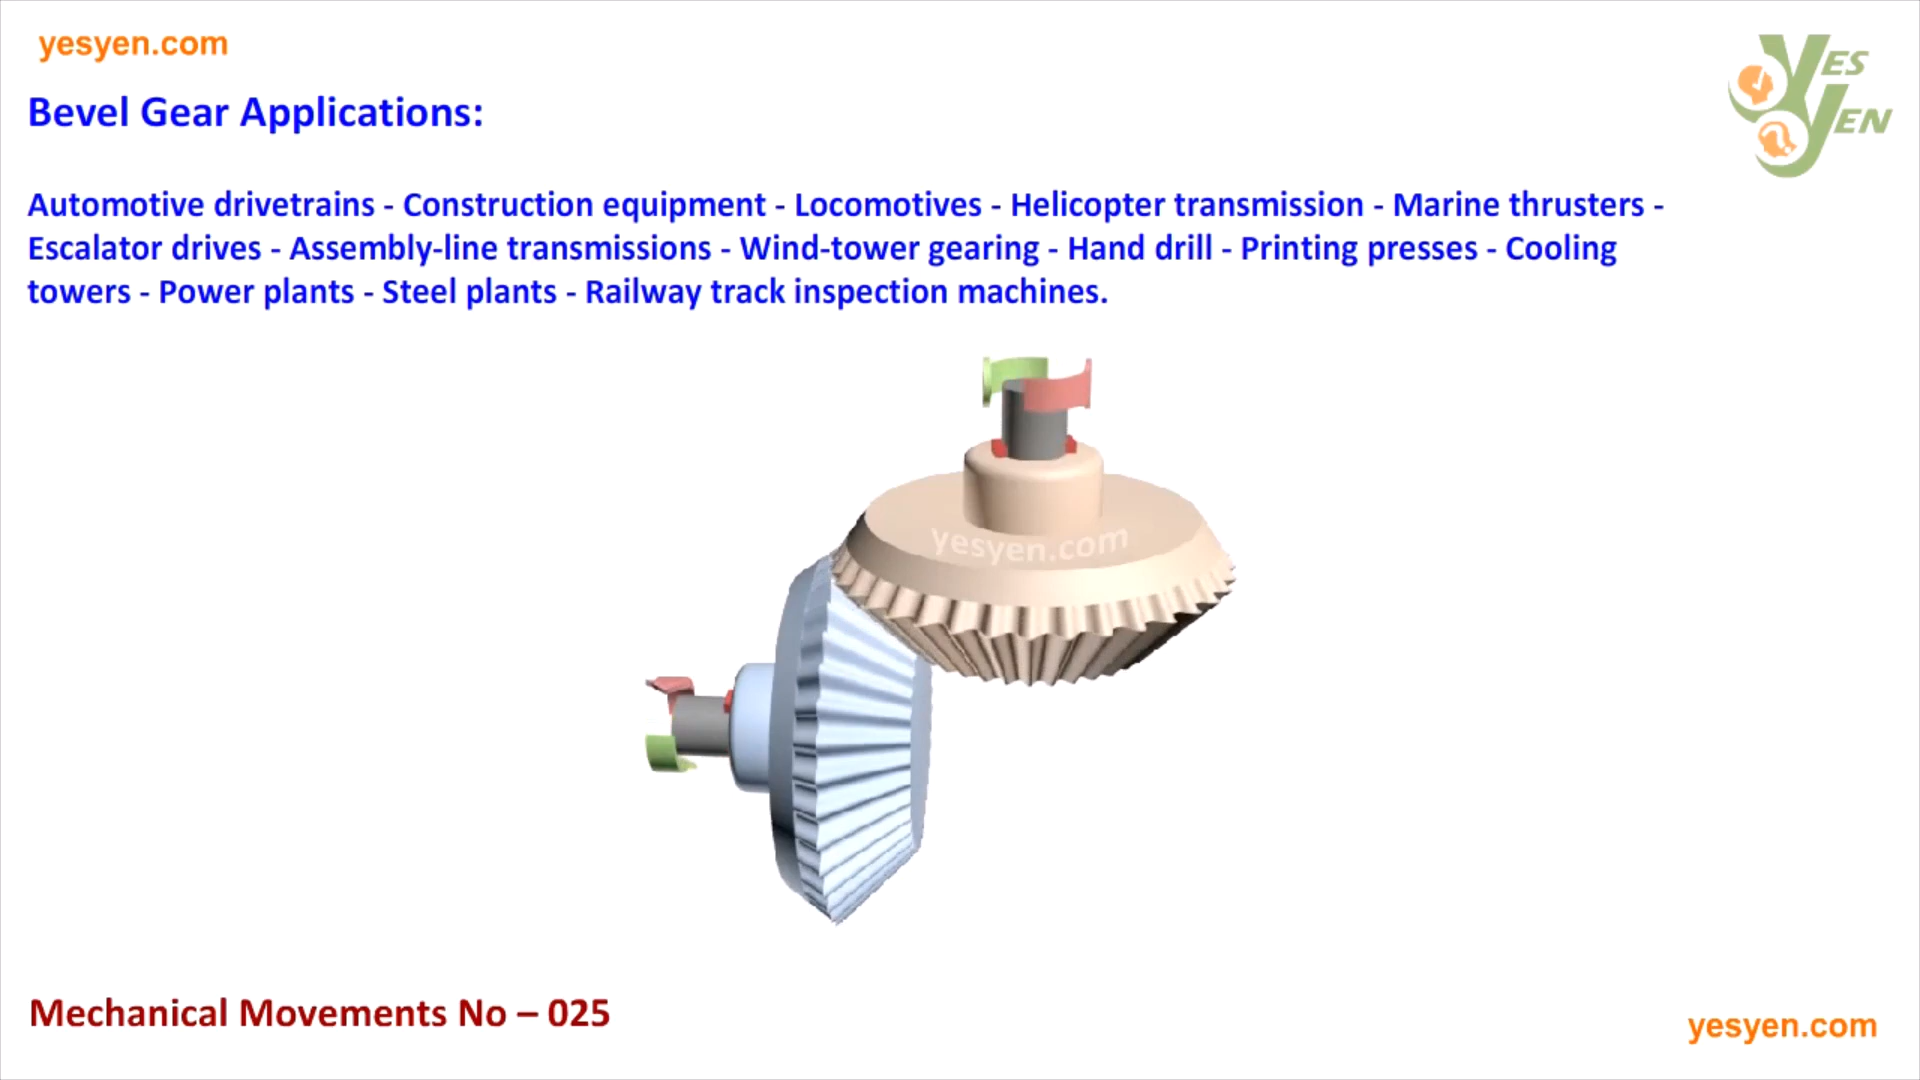 yesyen.com
YES
YEN
Bevel Gear Applications:
Automotive drivetrains - Construction equipment - Locomotives - Helicopter transmission - Marine thrusters -
Escalator drives - Assembly-line transmissions - Wind-tower gearing - Hand drill - Printing presses - Cooling
towers - Power plants - Steel plants - Railway track inspection machines.
yesyen.com
Mechanical Movements No – 025
yesyen.com